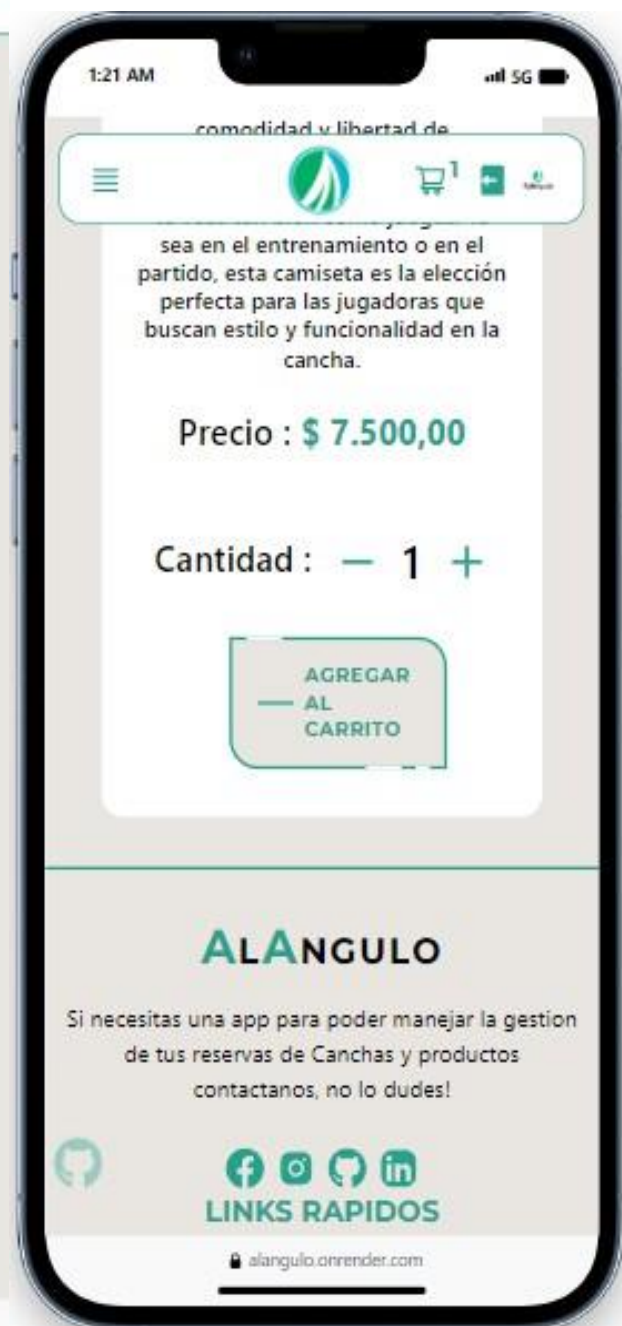 1:21 AM
5G
comodidad y libertad de
1
sea en el entrenamiento o en el
partido, esta camiseta es la elección
perfecta para las jugadoras que
buscan estilo y funcionalidad en la
cancha.
Precio : $ 7.500,00
Cantidad : — 1 +
AGREGAR
AL
CARRITO
ALANGULO
Si necesitas una app para poder manejar la gestion
de tus reservas de Canchas y productos
contactanos, no lo dudes!
LINKS RAPIDOS
alangulo.onrender.com